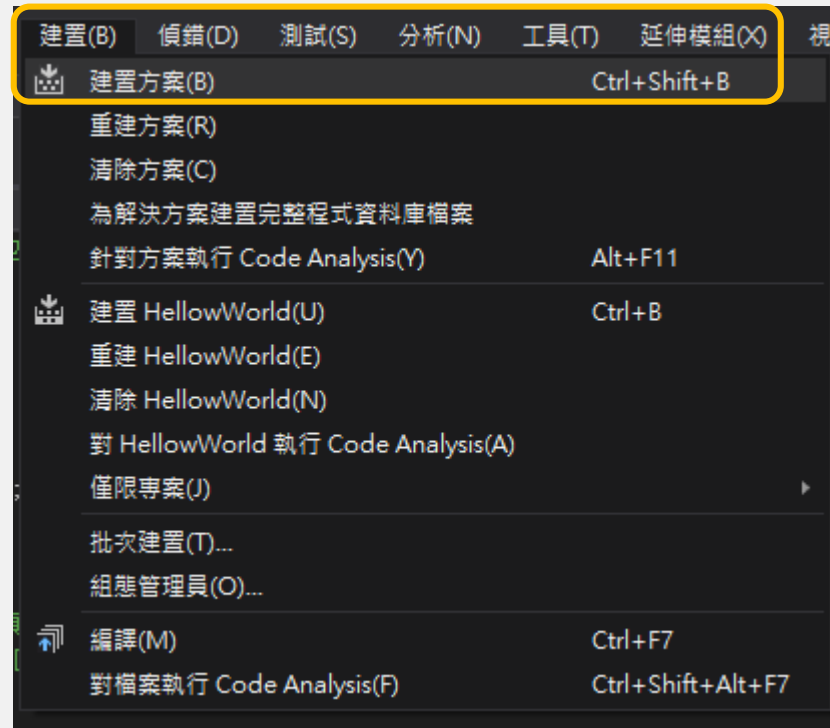 建置(B) 偵錯(D) 測試(S) 分析(N) 工具(T) 延伸模組(X) 視
建置方案(B) Ctrl+Shift+B
重建方案(R)
清除方案(C)
為解決方案建置完整程式資料庫檔案
針對方案執行 Code Analysis(Y) Alt+F11
建置 HellowWorld(U) Ctrl+B
重建 HellowWorld(E)
清除 HellowWorld(N)
對 HellowWorld 執行 Code Analysis(A)
僅限專案(J)
批次建置(T)...
組態管理員(O)...
編譯(M) Ctrl+F7
對檔案執行 Code Analysis(F) Ctrl+Shift+Alt+F7